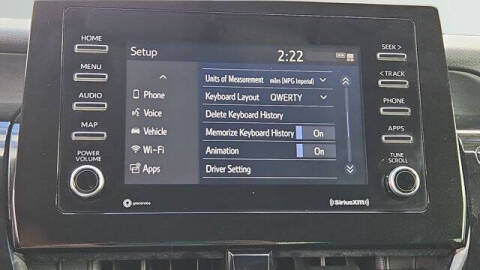 HOME
MENU
AUDIO
MAP
POWER
VOLUME
Setup
2:22
Phone
Voice
Vehicle
Wi-Fi
Apps
Units of Measurement miles (MPG Imperial)
Keyboard Layout QWERTY
Delete Keyboard History
Memorize Keyboard History On
Animation On
Driver Setting
SEEK >
< TRACK
PHONE
APPS
TUNE
SCROLL
gracenote
SiriusXM